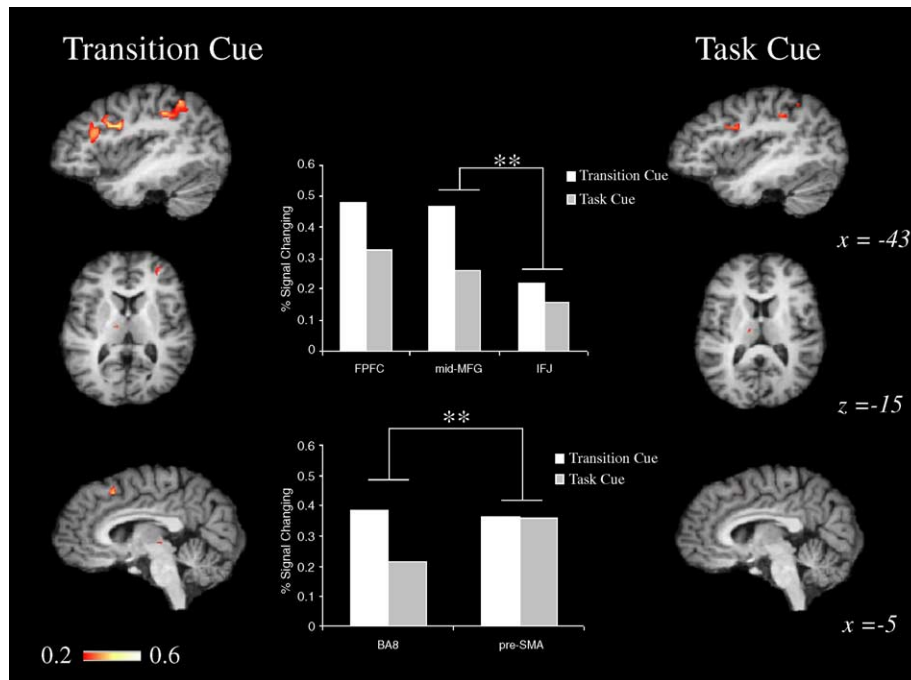 Transition Cue
Task Cue
**
0.6
0.5
0.4
0.3
0.2
0.1
0
% Signal Changing
Transition Cue
Task Cue
FPFC
mid-MFG
IFJ
x = -43
z =-15
**
0.6
0.5
0.4
0.3
0.2
0.1
0
% Signal Changing
Transition Cue
Task Cue
BA8
pre-SMA
x =-5
0.2
0.6